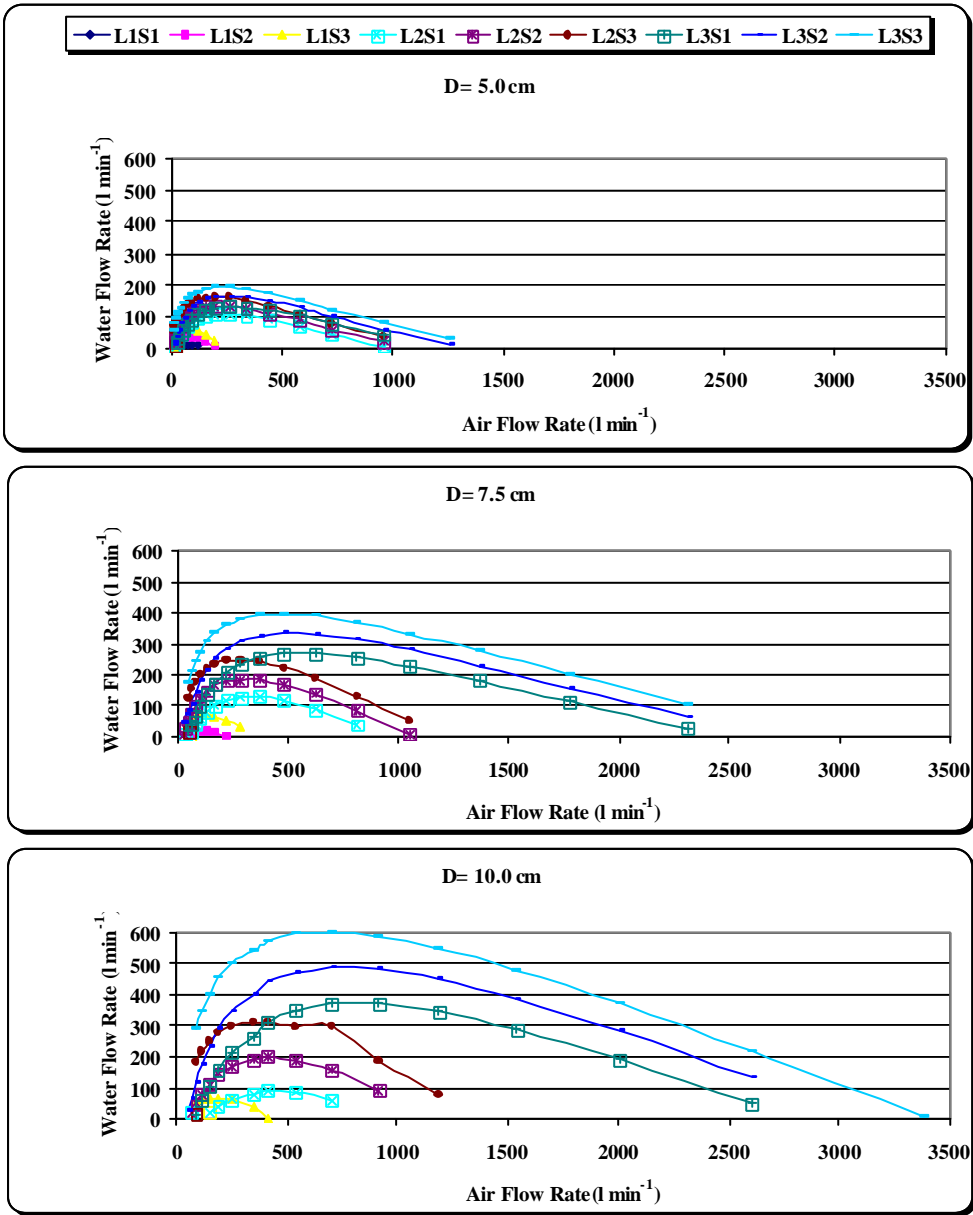 L1S1 L1S2 L1S3 L2S1 L2S2 L2S3 L3S1 L3S2 L3S3
D= 5.0 cm
Water Flow Rate (l min-1)
600
500
400
300
200
100
0
0 500 1000 1500 2000 2500 3000 3500
Air Flow Rate (l min-1)
D= 7.5 cm
Water Flow Rate (l min-1)
600
500
400
300
200
100
0
0 500 1000 1500 2000 2500 3000 3500
Air Flow Rate (l min-1)
D= 10.0 cm
Water Flow Rate (l min-1)
600
500
400
300
200
100
0
0 500 1000 1500 2000 2500 3000 3500
Air Flow Rate (l min-1)